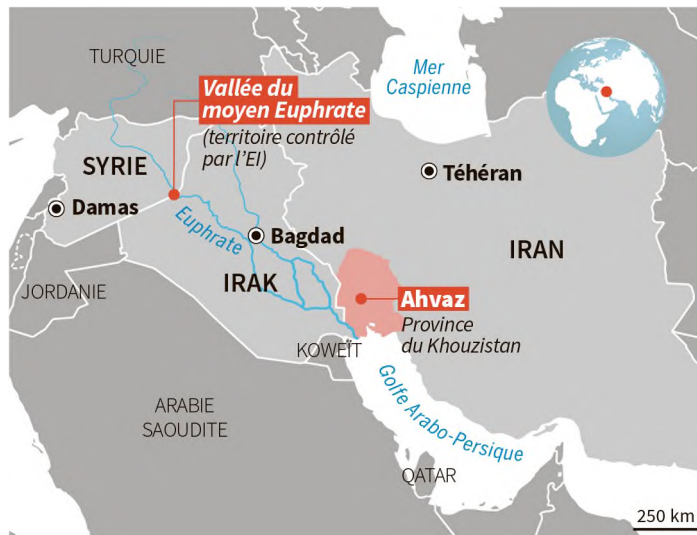 TURQUIE
Mer
Caspienne
Vallée du
moyen Euphrate
(territoire contrôlé
par l’EI)
SYRIE
Téhéran
Damas
Euphrate
Bagdad
IRAN
IRAK
JORDANIE
Ahvaz
Province
du Khouzistan
KOWEÏT
Golfe Arabo-Persique
ARABIE
SAOUDITE
QATAR
250 km